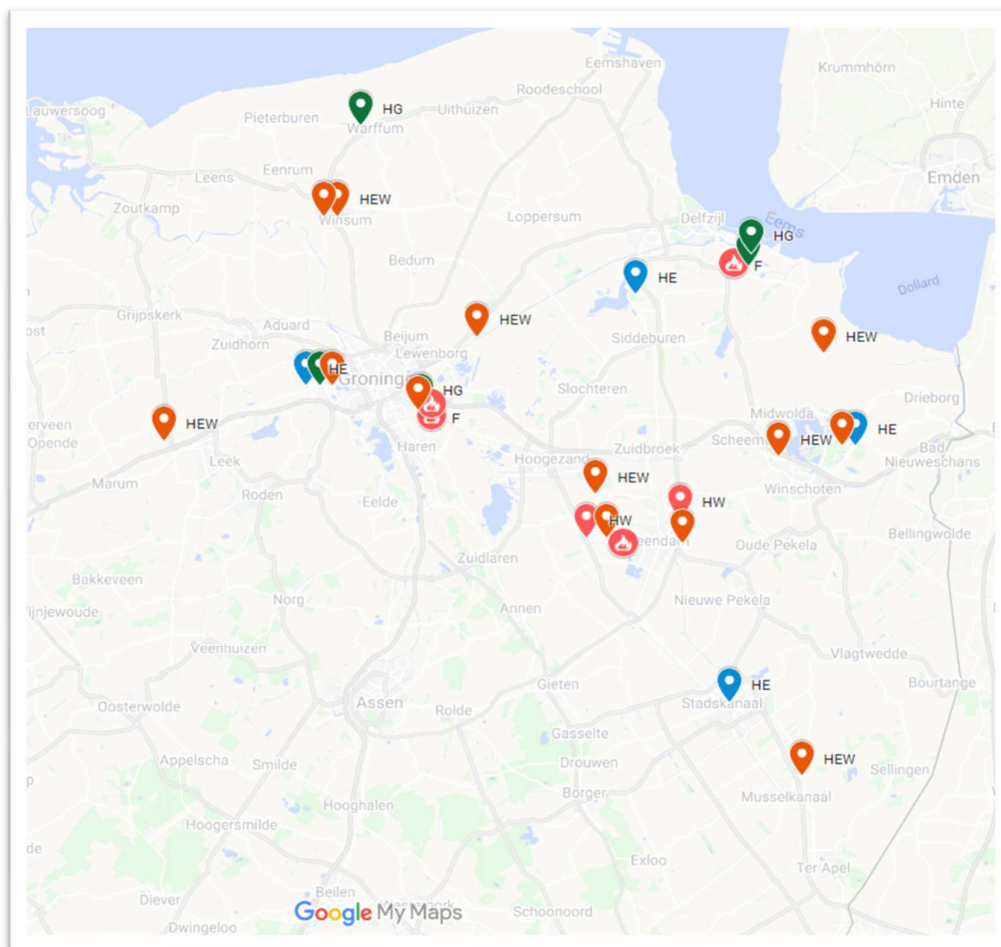 Eemshaven
Krummhörn
Roodeschool
Hinte
Lauwersoog
HG
Uithuizen
Pieterburen
Warffum
Eenrum
Leens
Emden
HEW
Zoutkamp
Winsum
Loppersum
Delfzijl
Eems
HG
Bedum
F
HE
Dollard
Grijpskerk
HEW
Aduard
Beijum
HEW
Zuidhorn
Siddeburen
Lewenborg
HE
Groningen
HG
Slochteren
Drieborg
Midwolda
F
HEW
HE
Haren
Scheem
HEW
Zuidbroek
Opende
Leek
Hoogezand
Bad
Nieuweschans
Marum
HEW
Winschoten
Roden
Eelde
HW
HW
Bellingwolde
Oude Pekela
Zuidlaren
Bakkeveen
Norg
Annen
Nieuwe Pekela
Veenhuizen
Vlagtwedde
Gieten
HE
Bourtange
Assen
Rolde
Stadskanaal
Oosterwolde
Gasselte
Appelscha
Smilde
Drouwen
HEW
Sellingen
Borger
Musselkanaal
Hooghalen
Hoogersmilde
Exloo
Ter Apel
Beilen
Diever
Google My Maps
Schoonoord
Dwingeloo